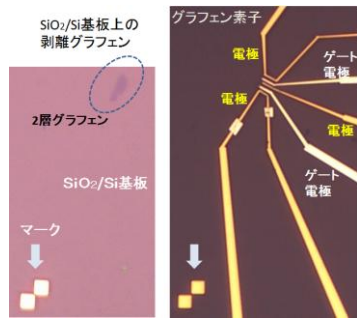 SiO₂/Si基板上の
剥離グラフェン
2層グラフェン
SiO₂/Si基板
マーク
グラフェン素子
電極
ゲート
電極
電極
電極
ゲート
電極